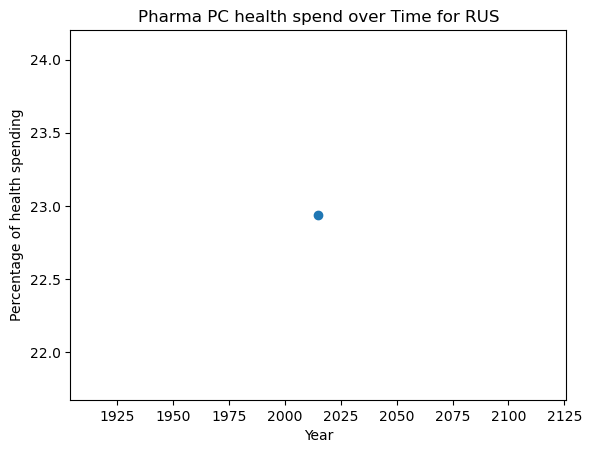 Pharma PC health spend over Time for RUS
Percentage of health spending
24.0
23.5
23.0
22.5
22.0
1925 1950 1975 2000 2025 2050 2075 2100 2125
Year